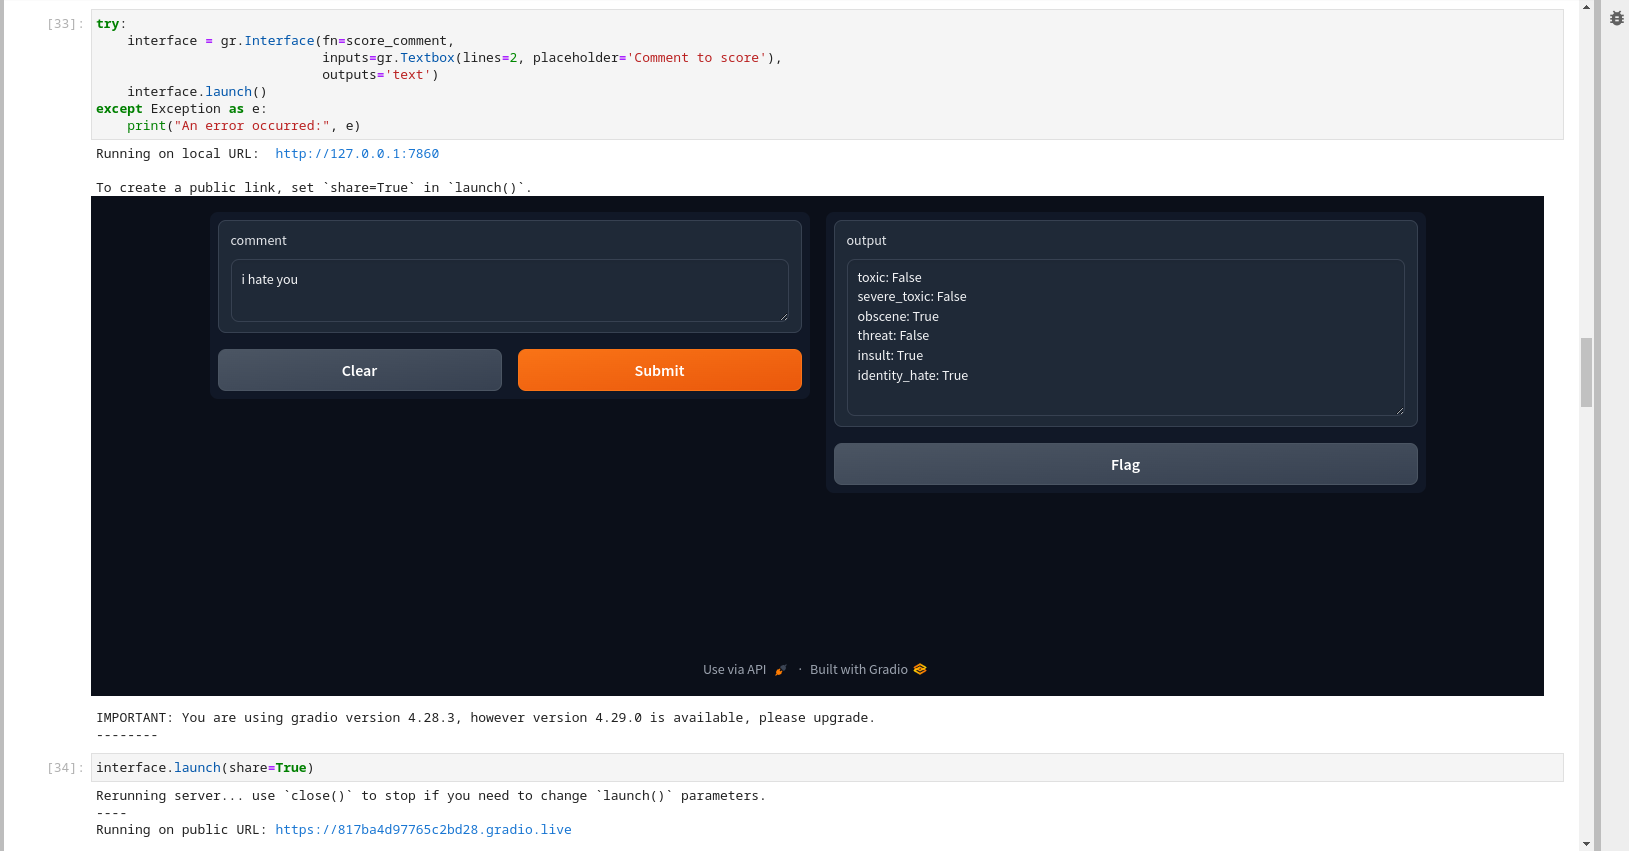 [33]:
try:
    interface = gr.Interface(fn=score_comment,
                             inputs=gr.Textbox(lines=2, placeholder='Comment to score'),
                             outputs='text')
    interface.launch()
except Exception as e:
    print("An error occurred:", e)
Running on local URL:  http://127.0.0.1:7860
To create a public link, set `share=True` in `launch()`.
comment
i hate you
Clear
Submit
output
toxic: False
severe_toxic: False
obscene: True
threat: False
insult: True
identity_hate: True
Flag
Use via API · Built with Gradio
IMPORTANT: You are using gradio version 4.28.3, however version 4.29.0 is available, please upgrade.
--------
[34]:
interface.launch(share=True)
Rerunning server... use `close()` to stop if you need to change `launch()` parameters.
----
Running on public URL: https://817ba4d97765c2bd28.gradio.live